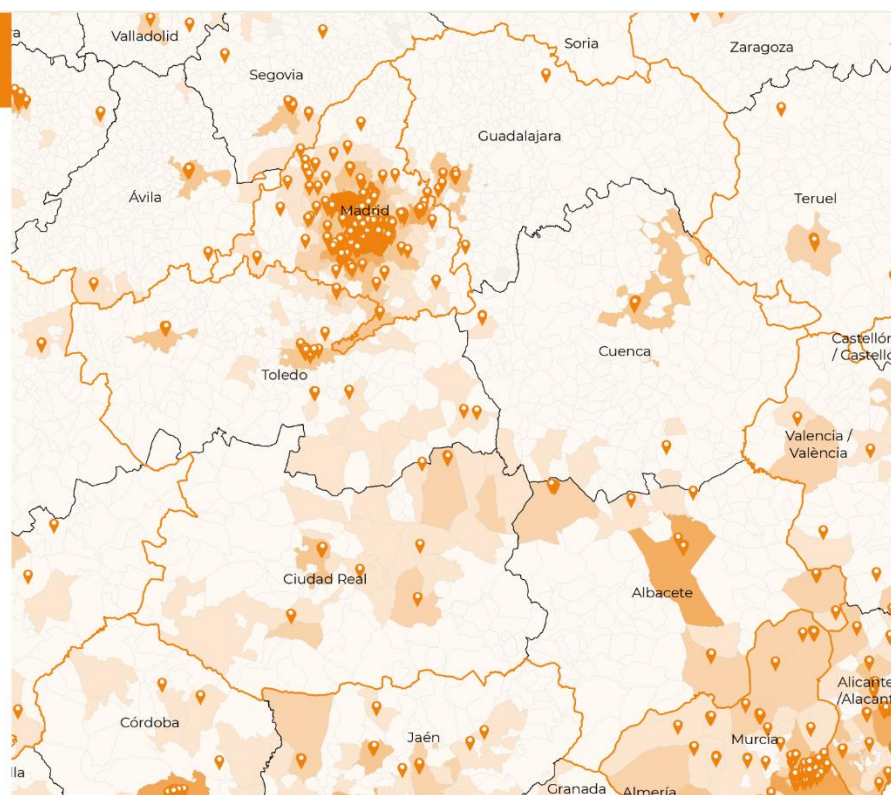 Valladolid
Soria
Zaragoza
Segovia
Guadalajara
Ávila
Madrid
Teruel
Cuenca
Castellón
/ Castelló
Toledo
Valencia /
València
Ciudad Real
Albacete
Alicante
/Alacant
Córdoba
Jaén
Murcia
Granada
Almería